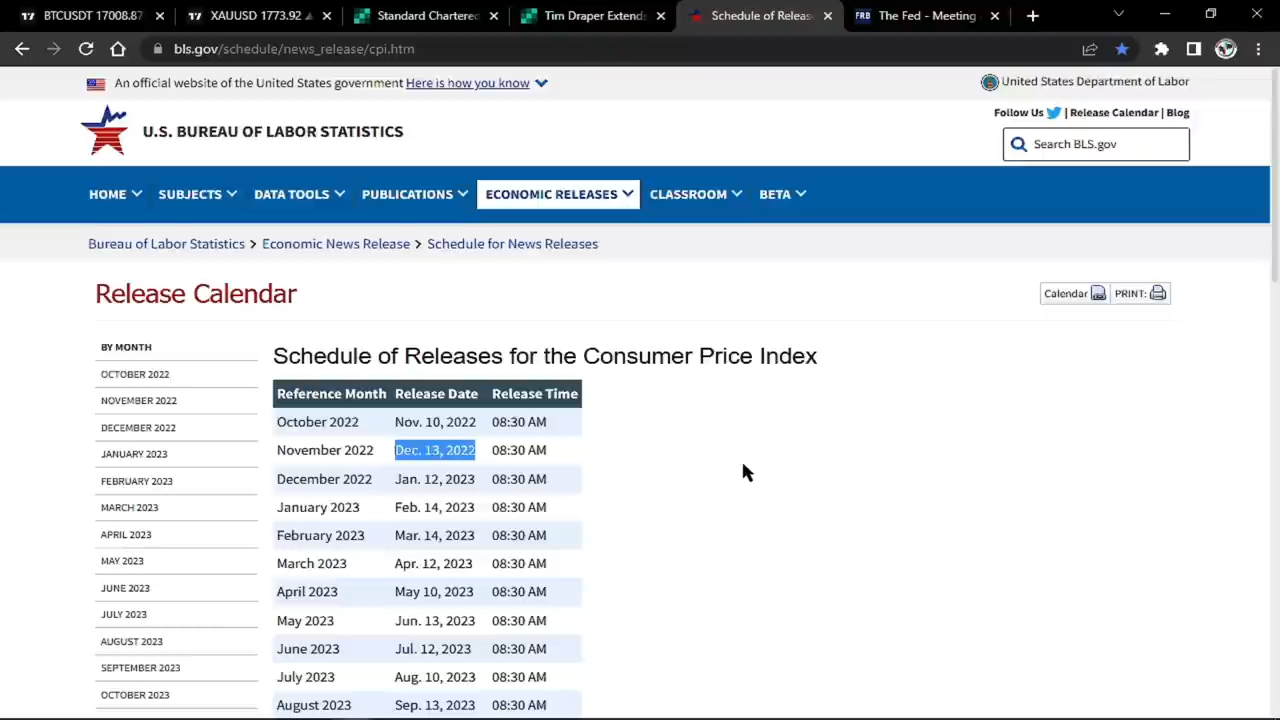 BTCUSDT 17008.87
XAUUSD 1773.92
Standard Chartered
Tim Draper Extends
Schedule of Releas
FRB The Fed - Meeting
bls.gov/schedule/news_release/cpi.htm
An official website of the United States government Here is how you know
United States Department of Labor
Follow Us | Release Calendar | Blog
U.S. BUREAU OF LABOR STATISTICS
Search BLS.gov
HOME SUBJECTS DATA TOOLS PUBLICATIONS ECONOMIC RELEASES CLASSROOM BETA
Bureau of Labor Statistics > Economic News Release > Schedule for News Releases
Release Calendar
Calendar PRINT:
BY MONTH
OCTOBER 2022
NOVEMBER 2022
DECEMBER 2022
JANUARY 2023
FEBRUARY 2023
MARCH 2023
APRIL 2023
MAY 2023
JUNE 2023
JULY 2023
AUGUST 2023
SEPTEMBER 2023
OCTOBER 2023
Schedule of Releases for the Consumer Price Index
Reference Month Release Date Release Time
October 2022 Nov. 10, 2022 08:30 AM
November 2022 Dec. 13, 2022 08:30 AM
December 2022 Jan. 12, 2023 08:30 AM
January 2023 Feb. 14, 2023 08:30 AM
February 2023 Mar. 14, 2023 08:30 AM
March 2023 Apr. 12, 2023 08:30 AM
April 2023 May 10, 2023 08:30 AM
May 2023 Jun. 13, 2023 08:30 AM
June 2023 Jul. 12, 2023 08:30 AM
July 2023 Aug. 10, 2023 08:30 AM
August 2023 Sep. 13, 2023 08:30 AM